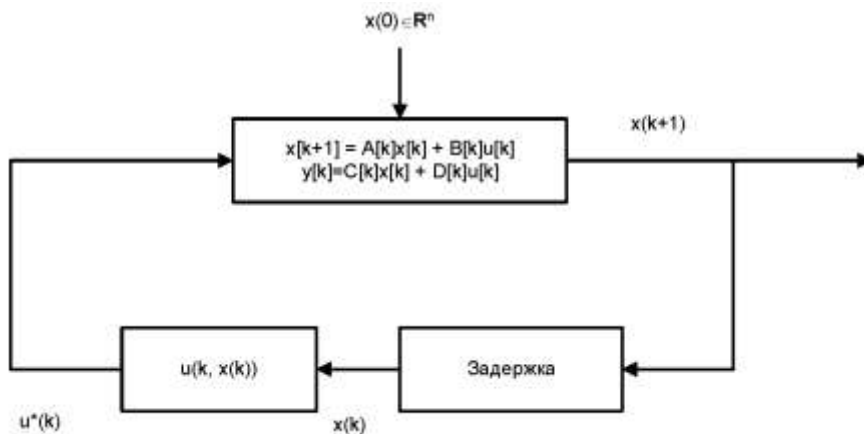 x(0)∈Rⁿ
x(k+1)
x[k+1] = A[k]x[k] + B[k]u[k]
y[k]=C[k]x[k] + D[k]u[k]
u(k, x(k))
Задержка
u*(k)
x(k)